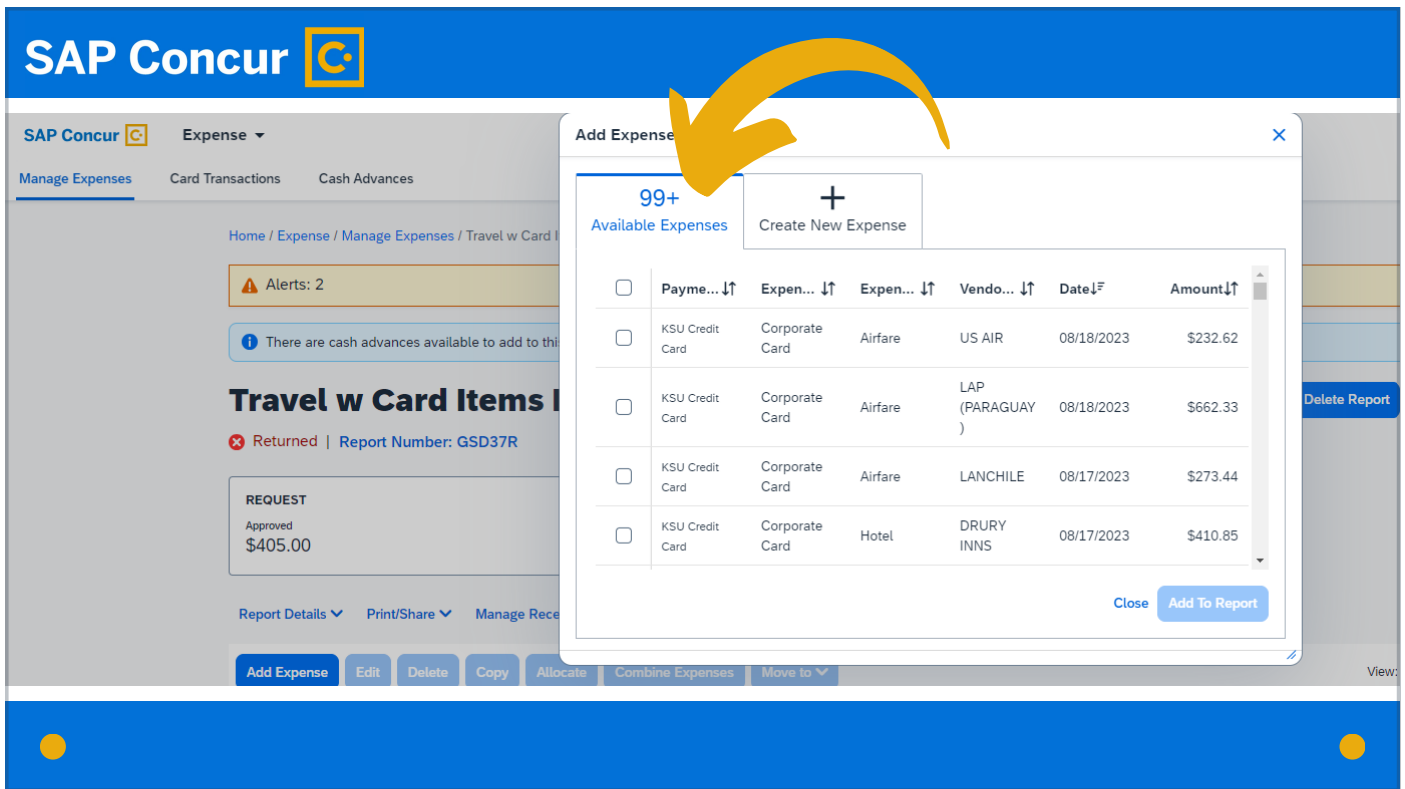 SAP Concur
SAP Concur Expense
Manage Expenses Card Transactions Cash Advances
Home / Expense / Manage Expenses / Travel w Card I
Alerts: 2
There are cash advances available to add to thi
Travel w Card Items I
Returned | Report Number: GSD37R
REQUEST
Approved
$405.00
Report Details Print/Share Manage Rece
Add Expense Edit Delete Copy Allocate Combine Expenses Move to
View:
Delete Report
Add Expense
99+
Available Expenses
+
Create New Expense
Payme... Expen... Expen... Vendo... Date Amount
KSU Credit
Card
Corporate
Card
Airfare
US AIR
08/18/2023
$232.62
KSU Credit
Card
Corporate
Card
Airfare
LAP
(PARAGUAY
)
08/18/2023
$662.33
KSU Credit
Card
Corporate
Card
Airfare
LANCHILE
08/17/2023
$273.44
KSU Credit
Card
Corporate
Card
Hotel
DRURY
INNS
08/17/2023
$410.85
Close Add To Report